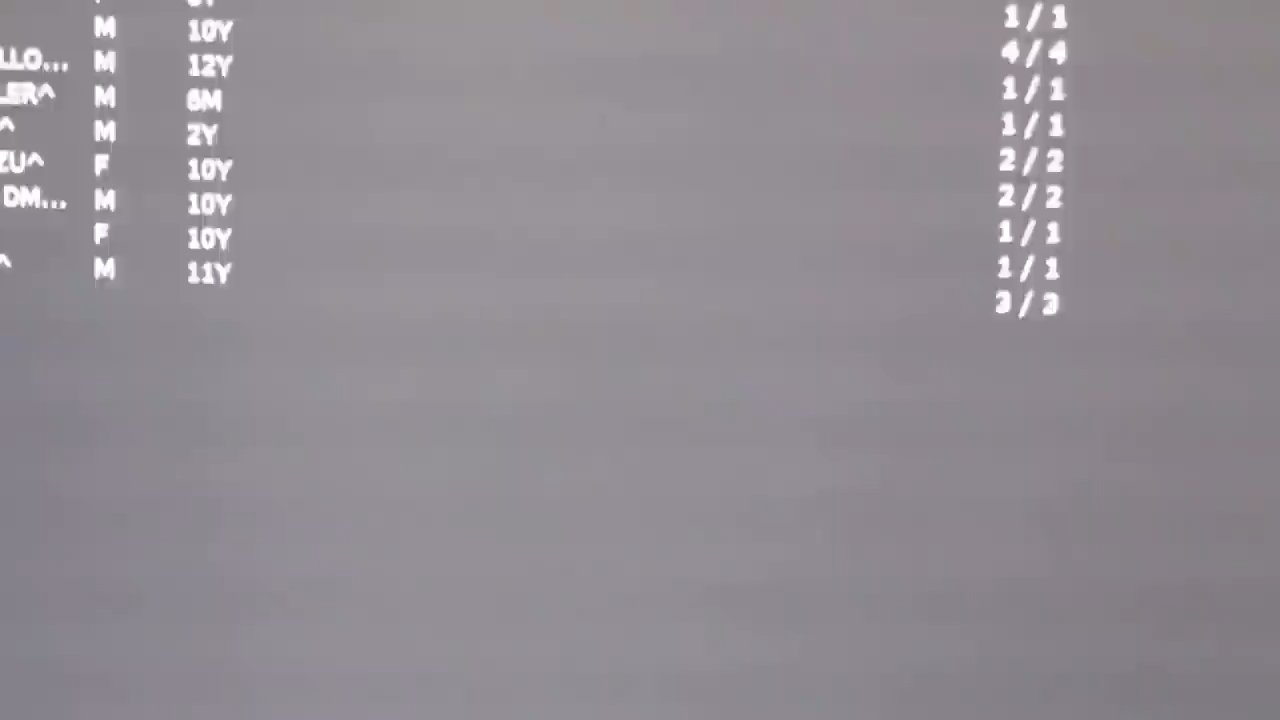 1 / 1
M 10Y 4 / 4
LLO... M 12Y 1 / 1
LER^ M 6M 1 / 1
^ M 2Y 2 / 2
ZU^ F 10Y 2 / 2
DM... M 10Y 1 / 1
F 10Y 1 / 1
^ M 11Y 3 / 3